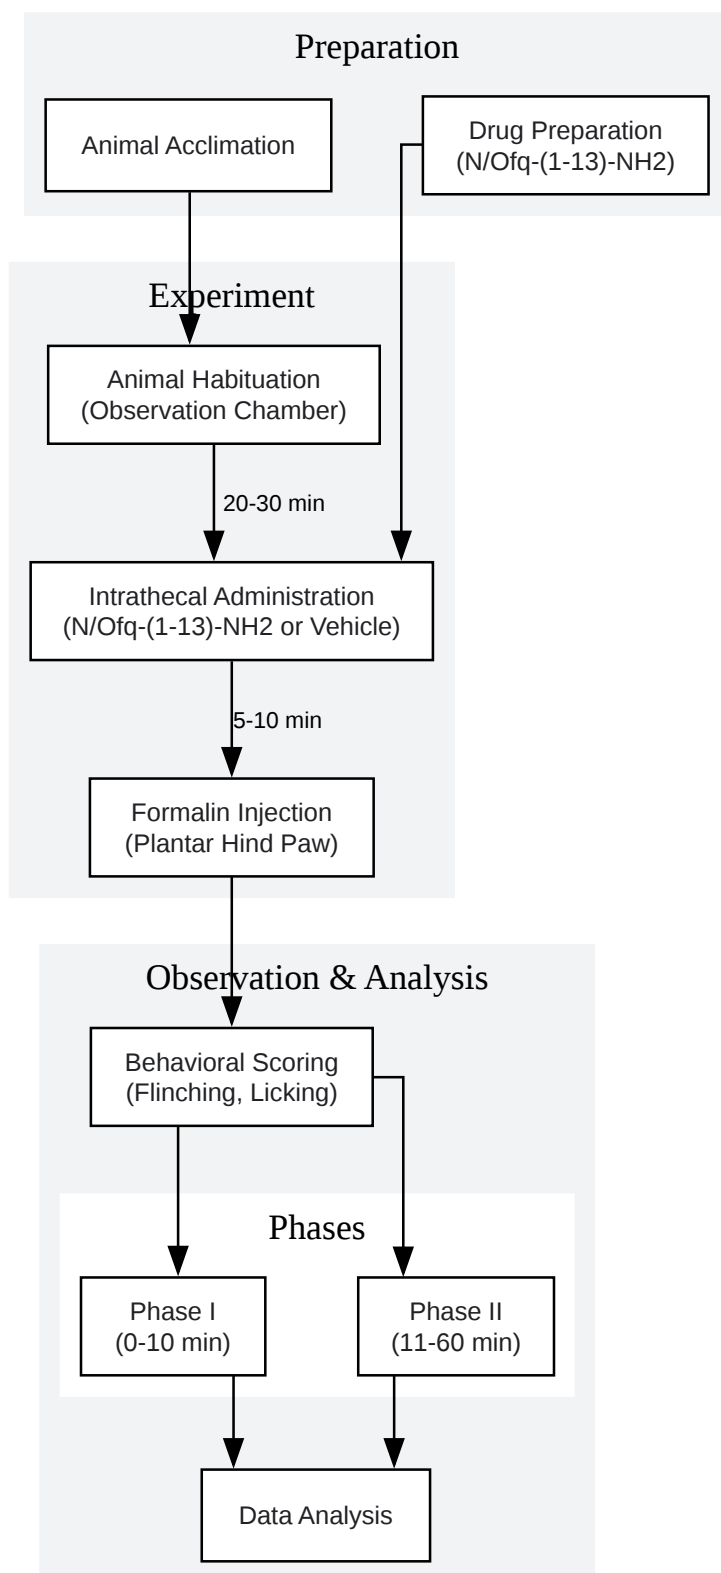 Preparation
Animal Acclimation
Drug Preparation
(N/Ofq-(1-13)-NH2)
Experiment
Animal Habituation
(Observation Chamber)
20-30 min
Intrathecal Administration
(N/Ofq-(1-13)-NH2 or Vehicle)
5-10 min
Formalin Injection
(Plantar Hind Paw)
Observation & Analysis
Behavioral Scoring
(Flinching, Licking)
Phases
Phase I
(0-10 min)
Phase II
(11-60 min)
Data Analysis